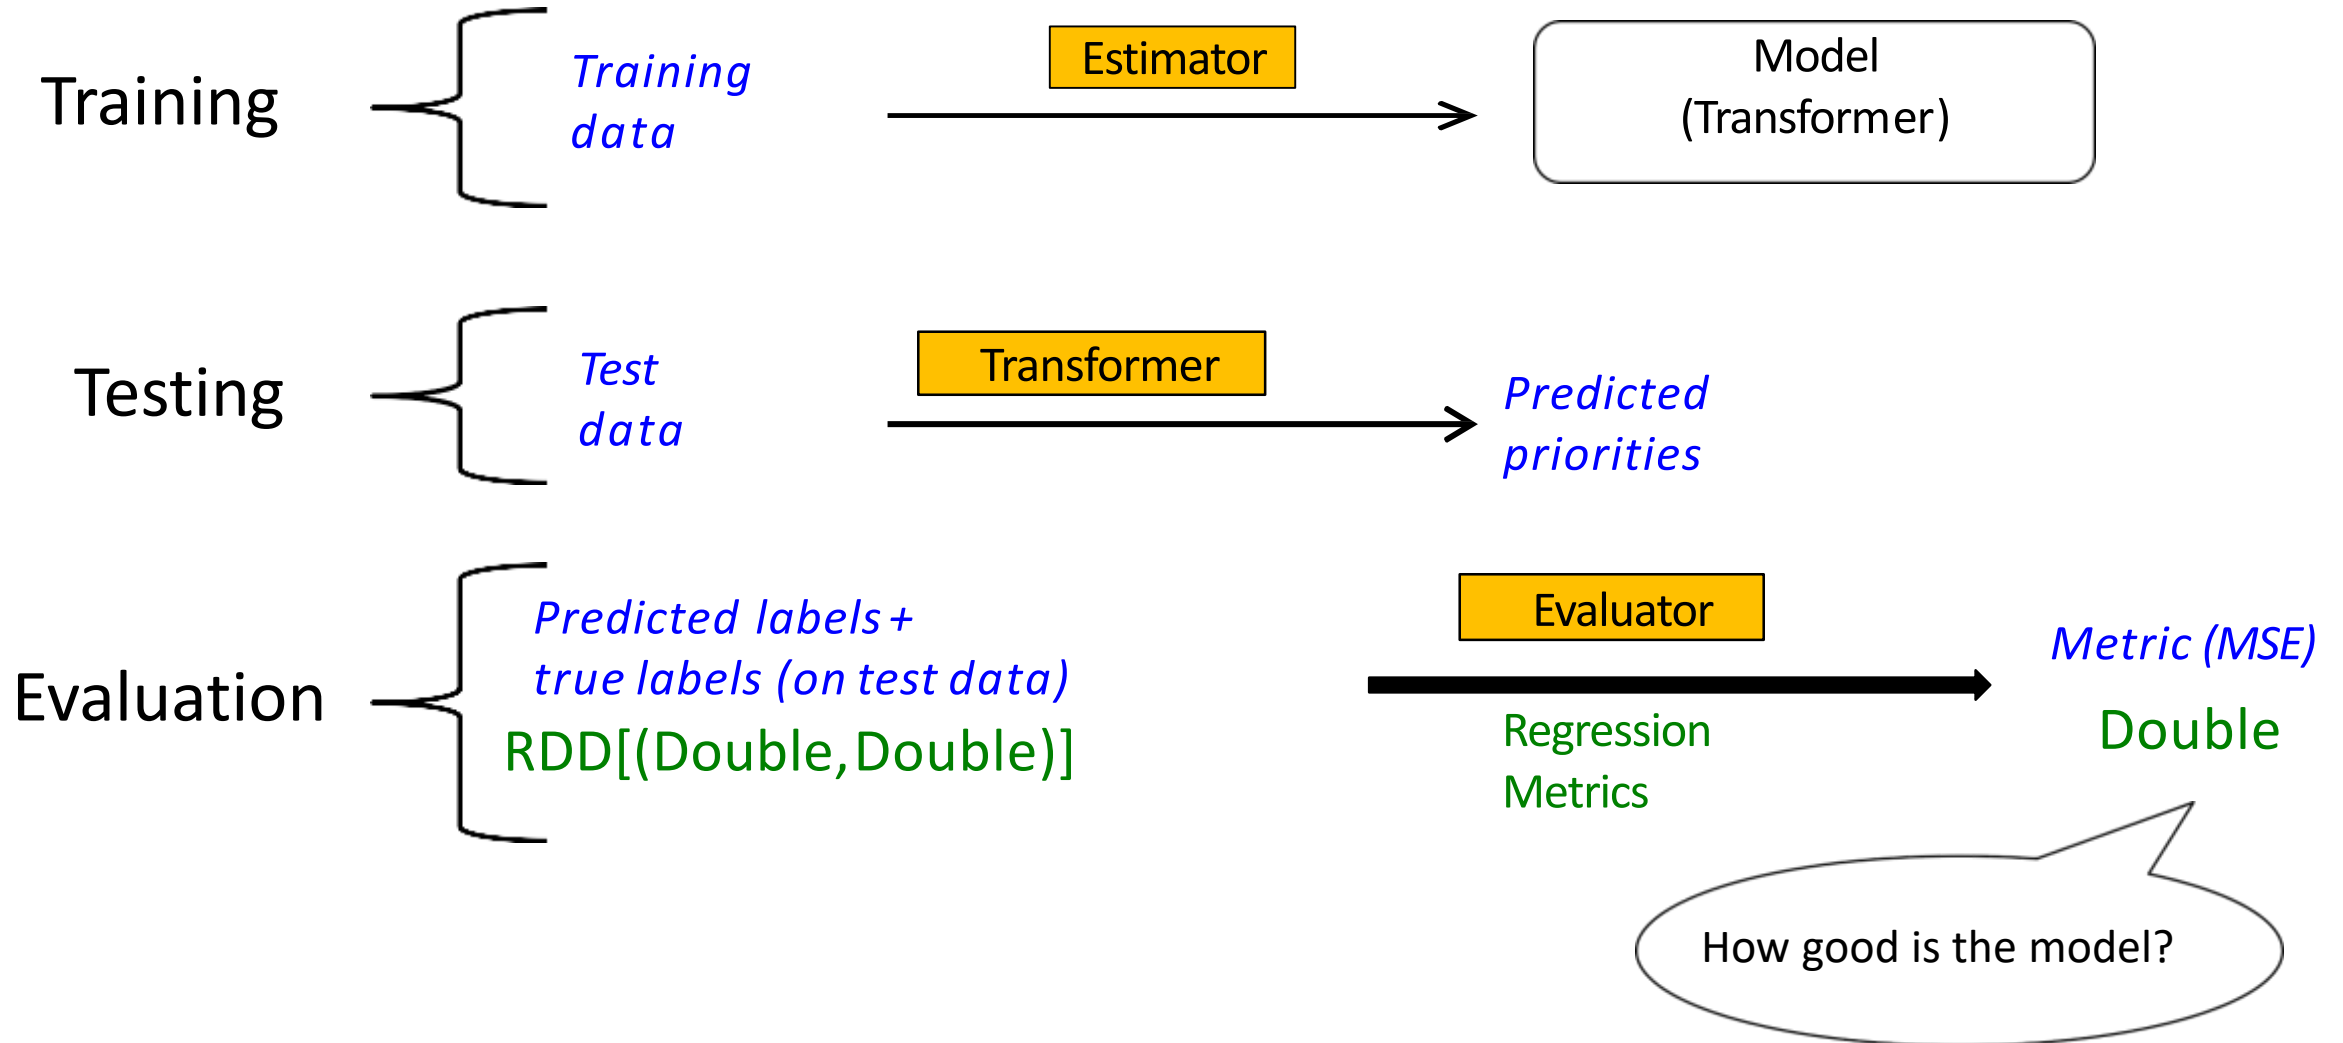 Training
Training
data
Estimator
Model
(Transformer)
Testing
Test
data
Transformer
Predicted
priorities
Evaluation
Predicted labels +
true labels (on test data)
RDD[(Double,Double)]
Evaluator
Regression
Metrics
Metric (MSE)
Double
How good is the model?